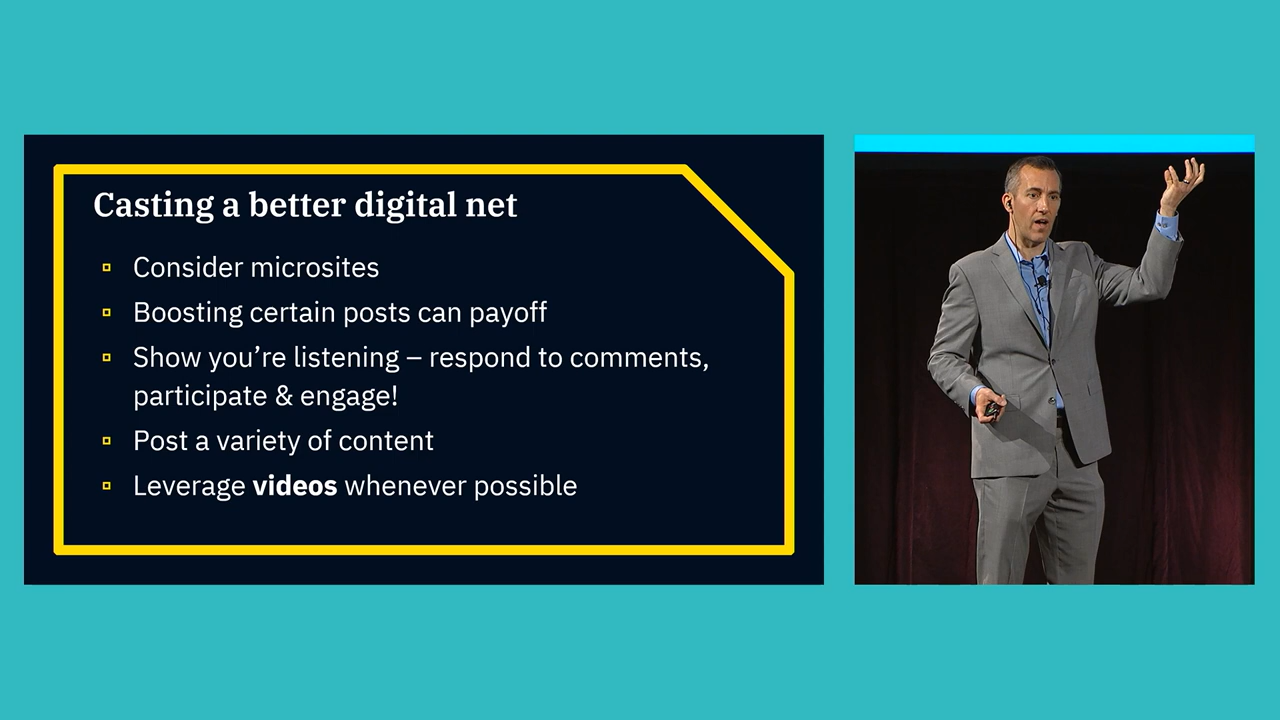 Casting a better digital net
Consider microsites
Boosting certain posts can payoff
Show you’re listening – respond to comments,
participate & engage!
Post a variety of content
Leverage videos whenever possible